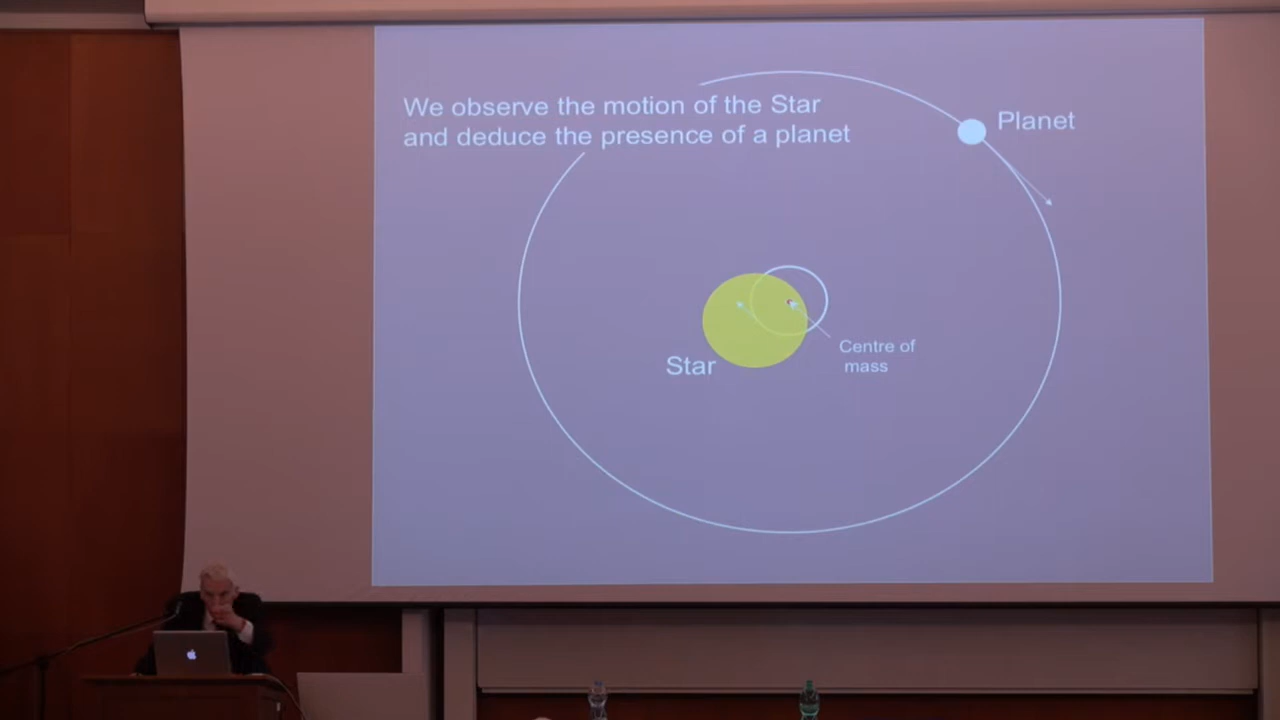 We observe the motion of the Star
and deduce the presence of a planet
Planet
Star
Centre of
mass